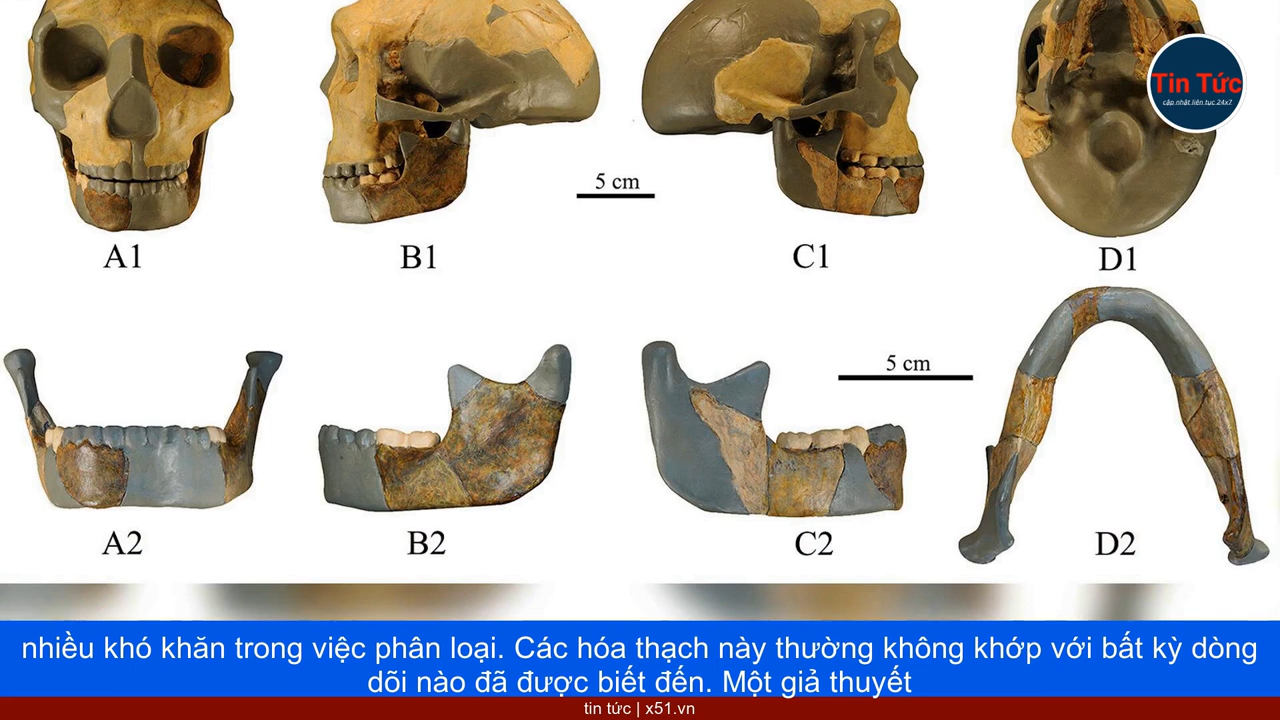 Tin Tức
cập nhật liên tục 24x7
5 cm
A1
B1
C1
D1
5 cm
A2
B2
C2
D2
nhiều khó khăn trong việc phân loại. Các hóa thạch này thường không khớp với bất kỳ dòng
dõi nào đã được biết đến. Một giả thuyết
tin tức | x51.vn